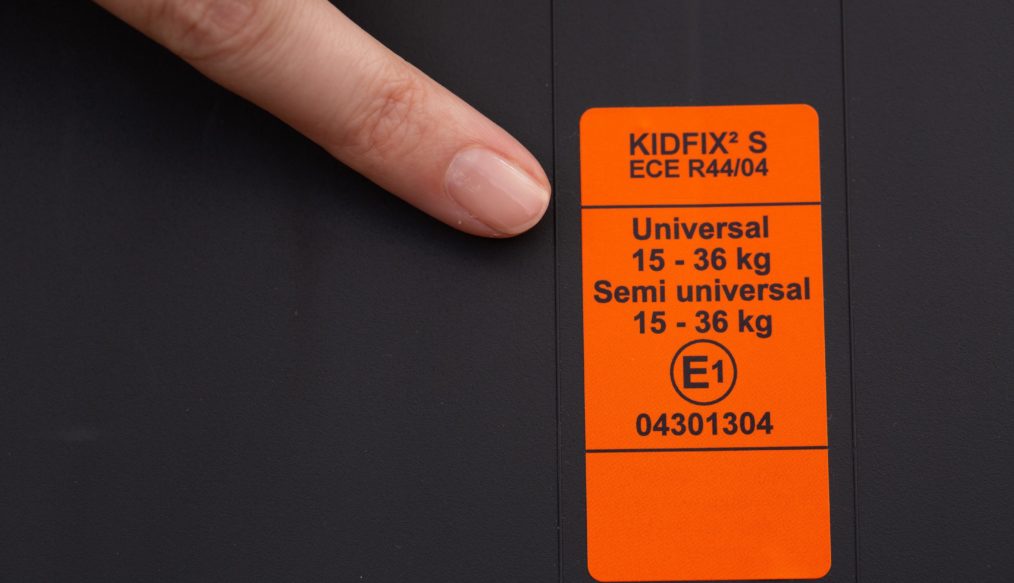 KIDFIX² S
ECE R44/04
Universal
15 - 36 kg
Semi universal
15 - 36 kg
E1
04301304